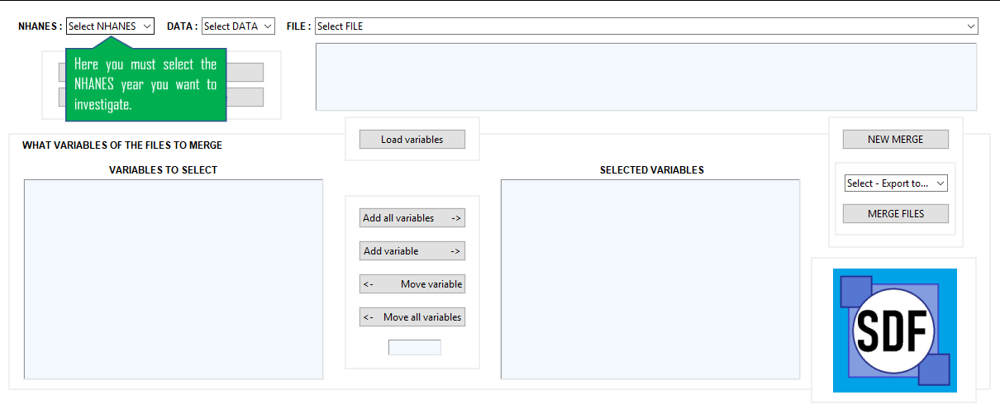 NHANES : Select NHANES DATA : Select DATA FILE : Select FILE
Here you must select the
NHANES year you want to
investigate.
Load variables
NEW MERGE
WHAT VARIABLES OF THE FILES TO MERGE
VARIABLES TO SELECT
SELECTED VARIABLES
Select - Export to...
MERGE FILES
Add all variables ->
Add variable ->
<- Move variable
<- Move all variables
SDF